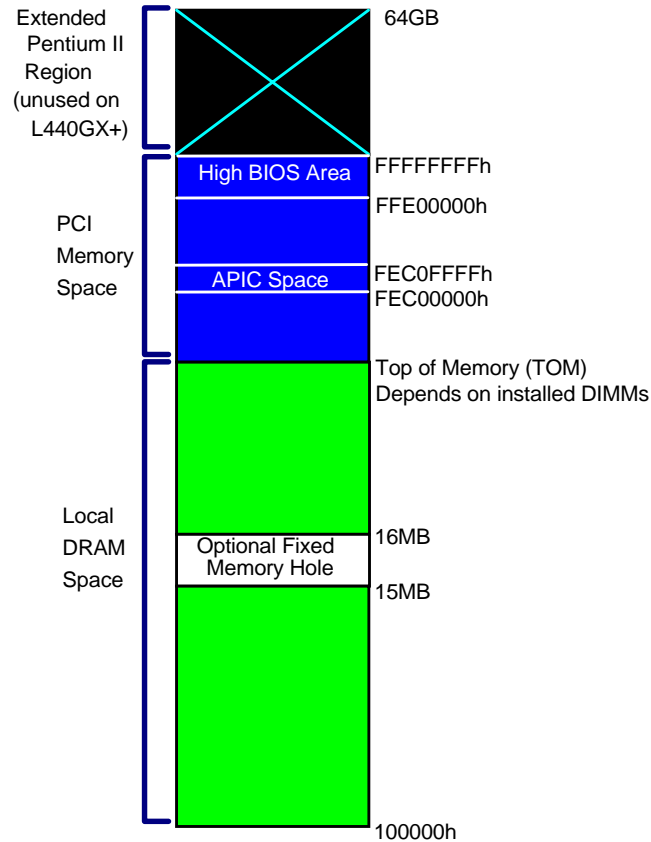 Extended
Pentium II
Region
(unused on
L440GX+)
64GB
High BIOS Area
FFFFFFFFh
FFE00000h
PCI
Memory
Space
APIC Space
FEC0FFFFh
FEC00000h
Top of Memory (TOM)
Depends on installed DIMMs
Local
DRAM
Space
16MB
Optional Fixed
Memory Hole
15MB
100000h